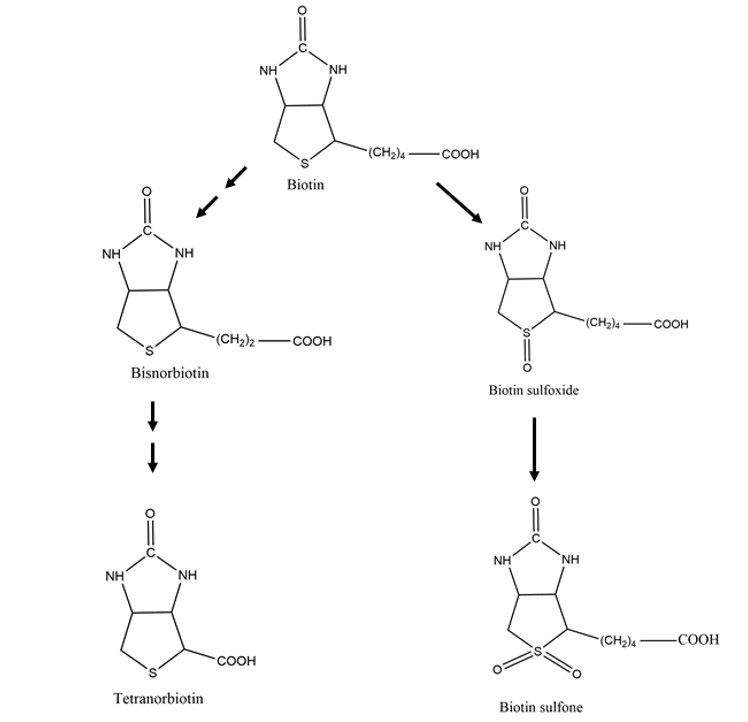 O
C
NH NH
S
(CH2)4 COOH
Biotin
O
C
NH NH
S
(CH2)2 COOH
Bisnorbiotin
O
C
NH NH
S
(CH2)4 COOH
O
Biotin sulfoxide
O
C
NH NH
S
COOH
Tetranorbiotin
O
C
NH NH
S
(CH2)4 COOH
O O
Biotin sulfone